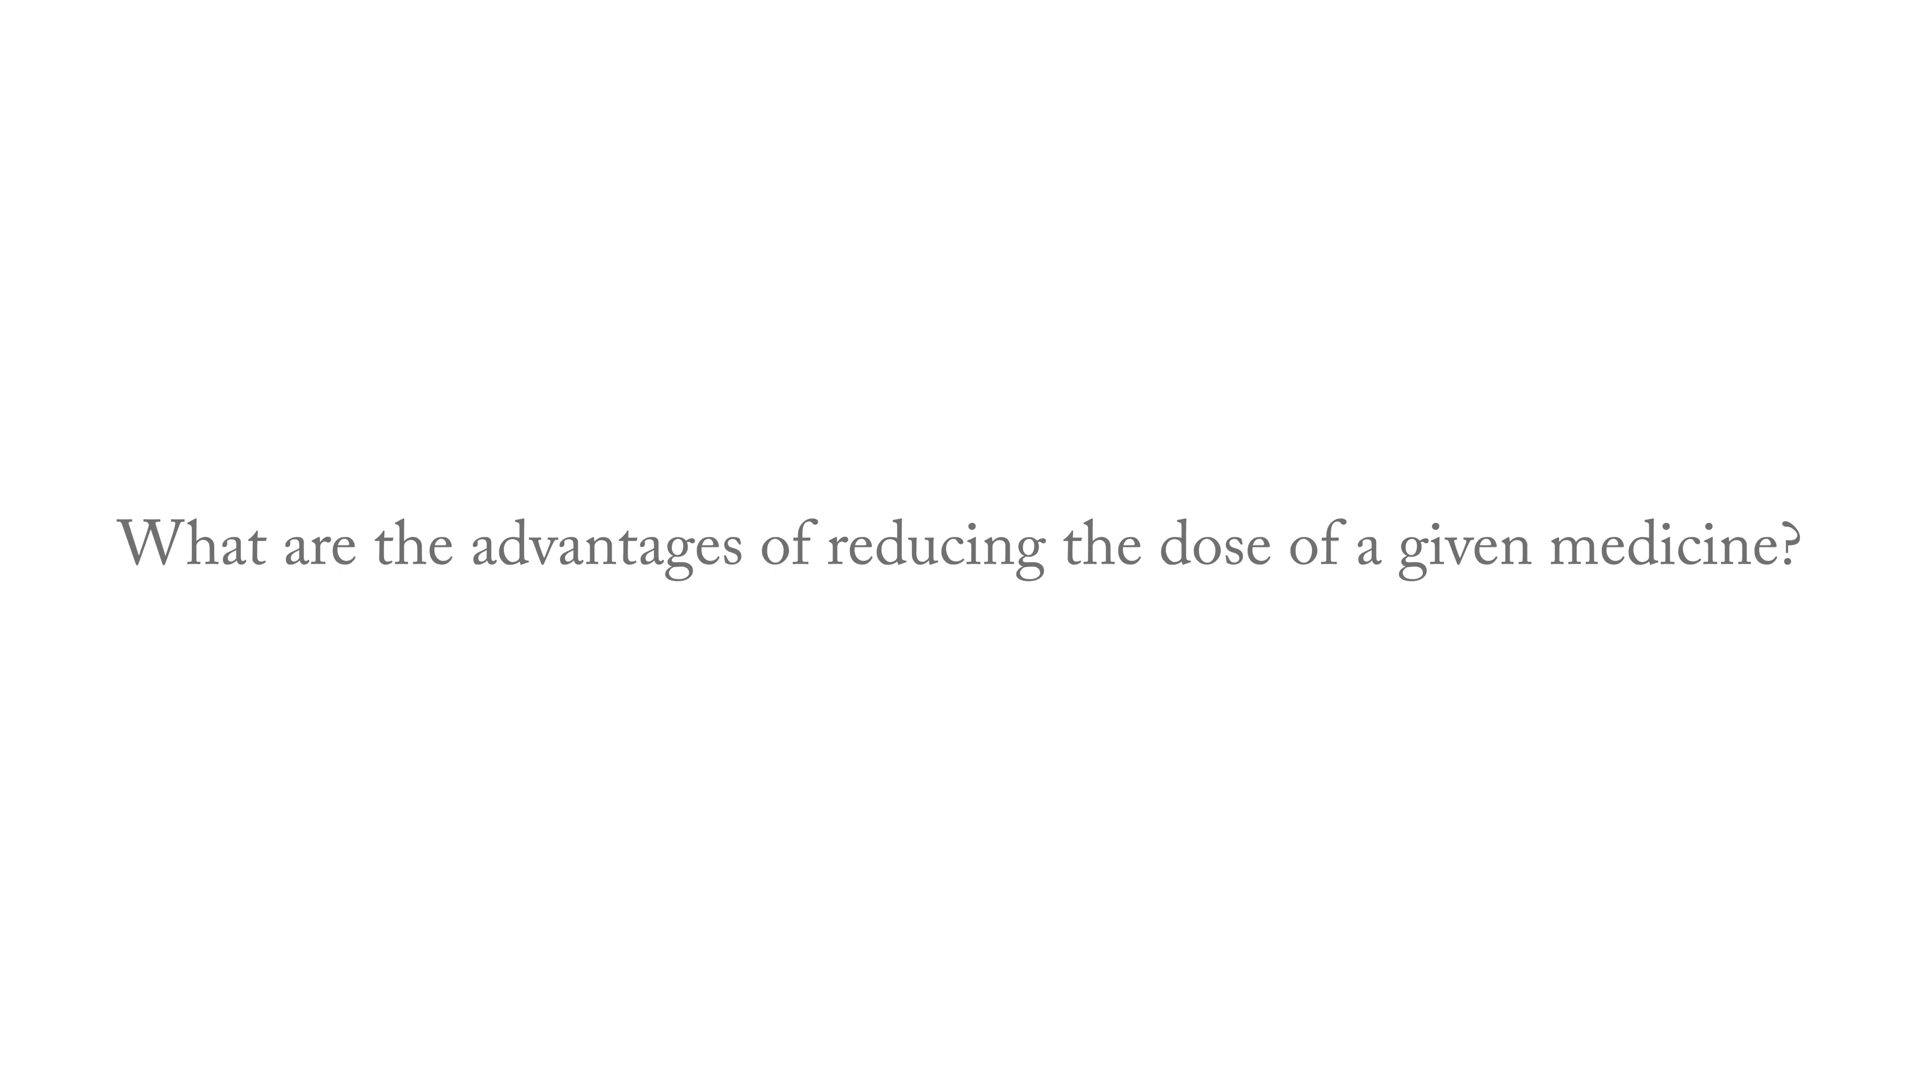 What are the advantages of reducing the dose of a given medicine?